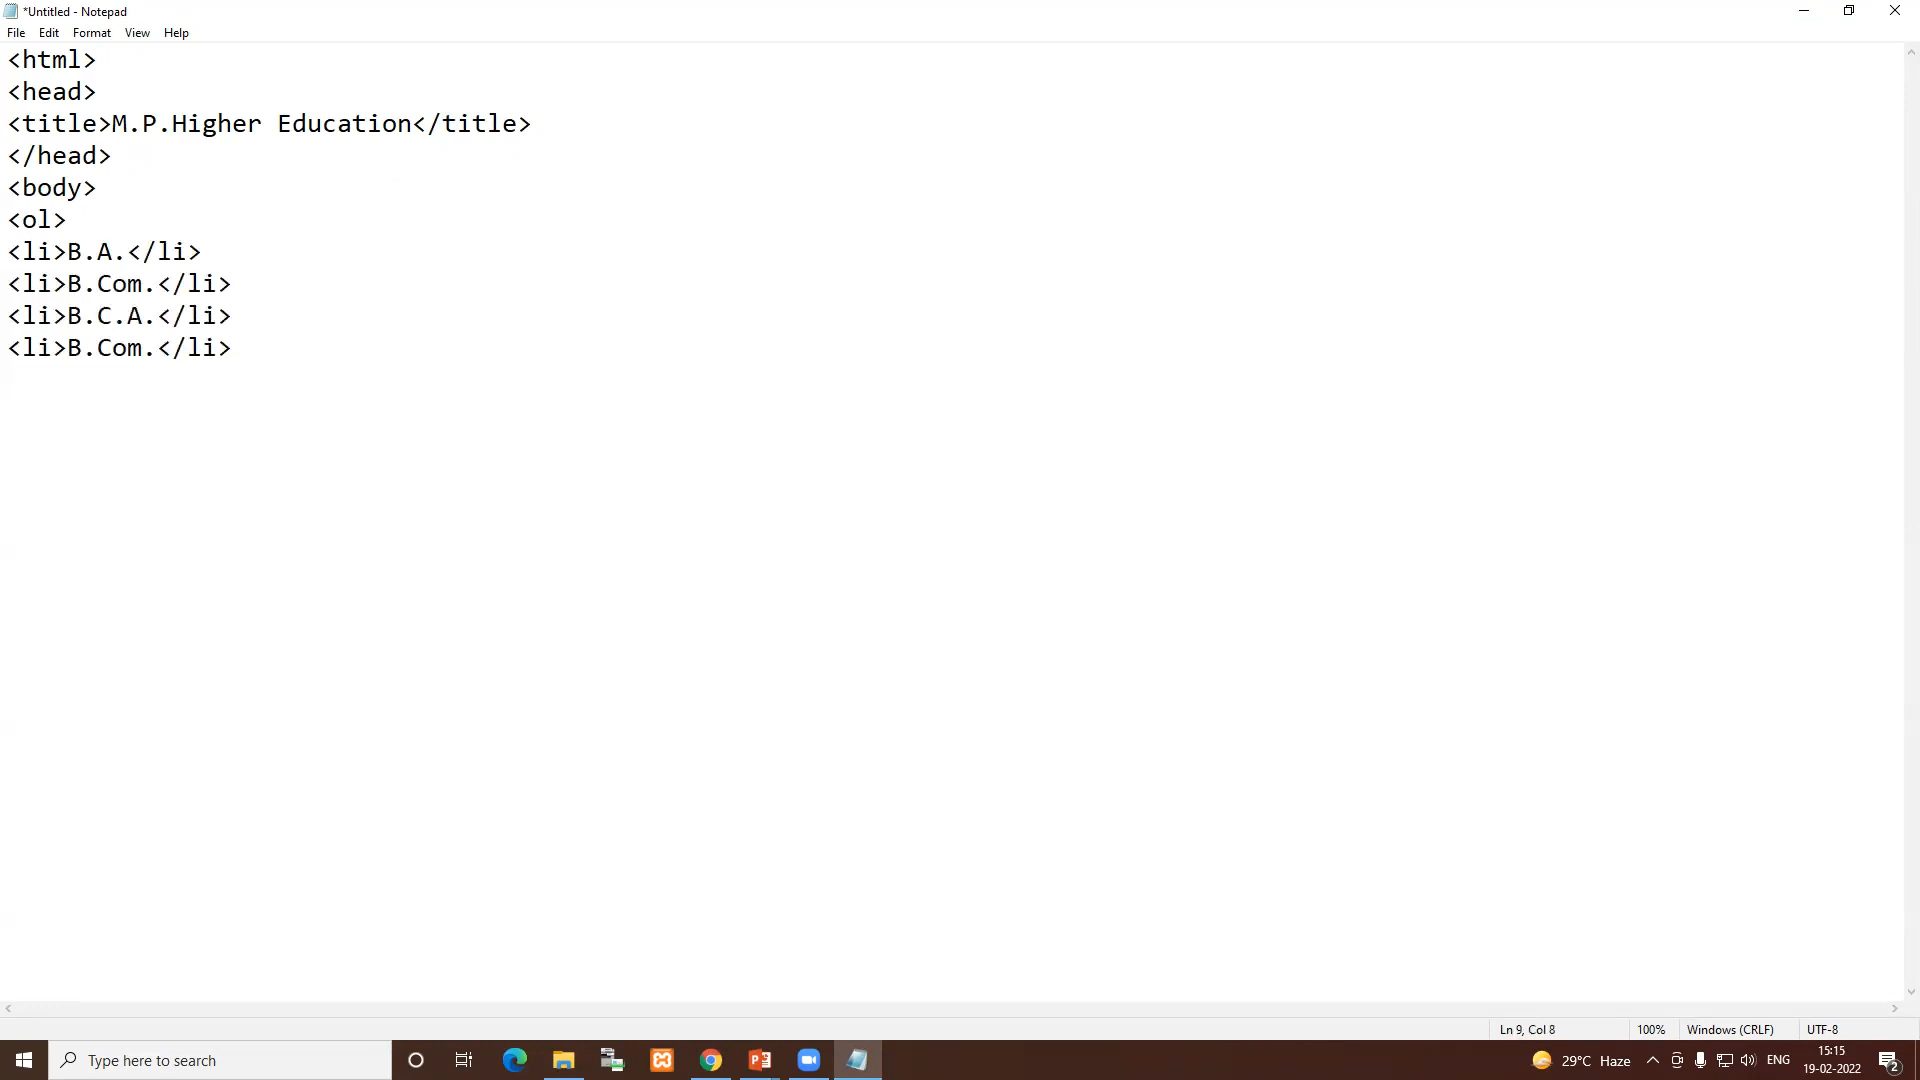 *Untitled - Notepad
File Edit Format View Help
<html>
<head>
<title>M.P.Higher Education</title>
</head>
<body>
<ol>
<li>B.A.</li>
<li>B.Com.</li>
<li>B.C.A.</li>
<li>B.Com.</li>
Ln 9, Col 8 100% Windows (CRLF) UTF-8
Type here to search 29°C Haze ENG 15:15
19-02-2022 2